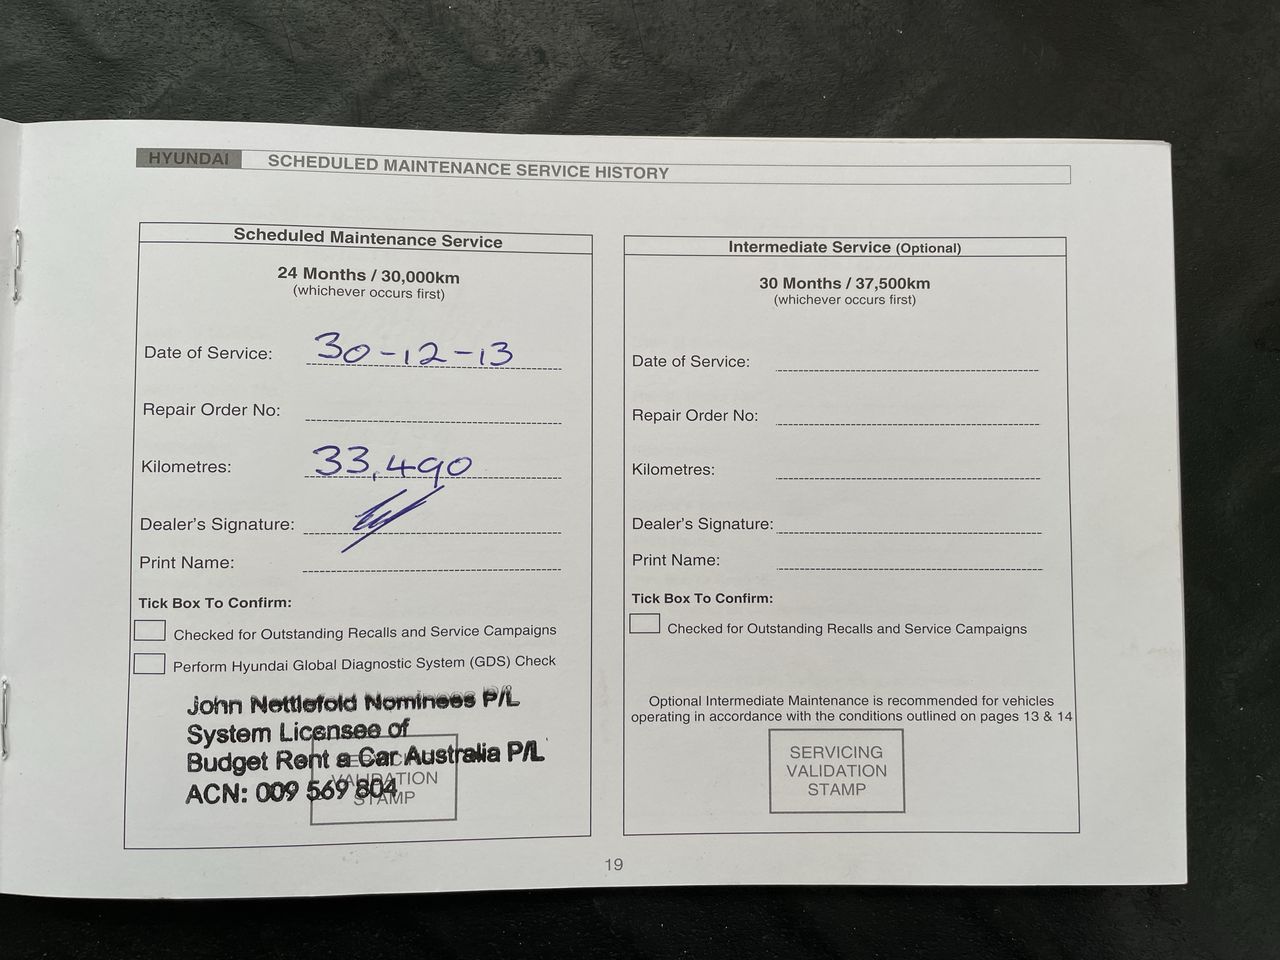 HYUNDAI
SCHEDULED MAINTENANCE SERVICE HISTORY
Scheduled Maintenance Service
24 Months / 30,000km
(whichever occurs first)
Date of Service: 30-12-13
Repair Order No:
Kilometres: 33,490
Dealer's Signature:
Print Name:
Tick Box To Confirm:
Checked for Outstanding Recalls and Service Campaigns
Perform Hyundai Global Diagnostic System (GDS) Check
John Nettlefold Nominees P/L
System Licensee of
Budget Rent a Car Australia P/L
ACN: 009 569 804
SERVICING
VALIDATION
STAMP
Intermediate Service (Optional)
30 Months / 37,500km
(whichever occurs first)
Date of Service:
Repair Order No:
Kilometres:
Dealer's Signature:
Print Name:
Tick Box To Confirm:
Checked for Outstanding Recalls and Service Campaigns
Optional Intermediate Maintenance is recommended for vehicles
operating in accordance with the conditions outlined on pages 13 & 14
SERVICING
VALIDATION
STAMP
19